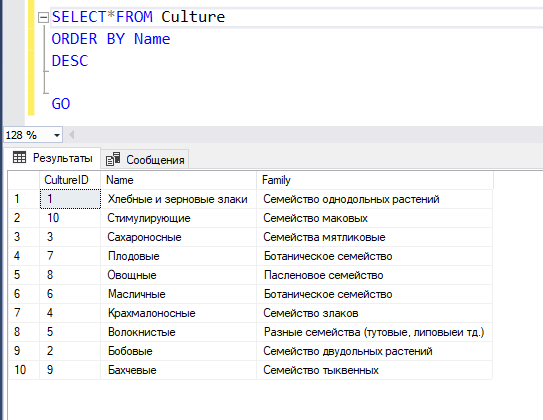 SELECT*FROM Culture
ORDER BY Name
DESC
GO
128 %
Результаты Сообщения
CultureID Name Family
1 1 Хлебные и зерновые злаки Семейство однодольных растений
2 10 Стимулирующие Семейство маковых
3 3 Сахароносные Семейства мятликовые
4 7 Плодовые Ботаническое семейство
5 8 Овощные Пасленовое семейство
6 6 Масличные Ботаническое семейство
7 4 Крахмалоносные Семейство злаков
8 5 Волокнистые Разные семейства (тутовые, липовыеи тд.)
9 2 Бобовые Семейство двудольных растений
10 9 Бахчевые Семейство тыквенных